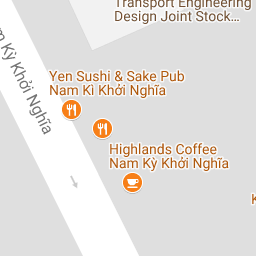 Transport Engineering
Design Joint Stock...
Yen Sushi & Sake Pub
Nam Kì Khởi Nghĩa
Highlands Coffee
Nam Kỳ Khởi Nghĩa
Kỳ Khởi Nghĩa